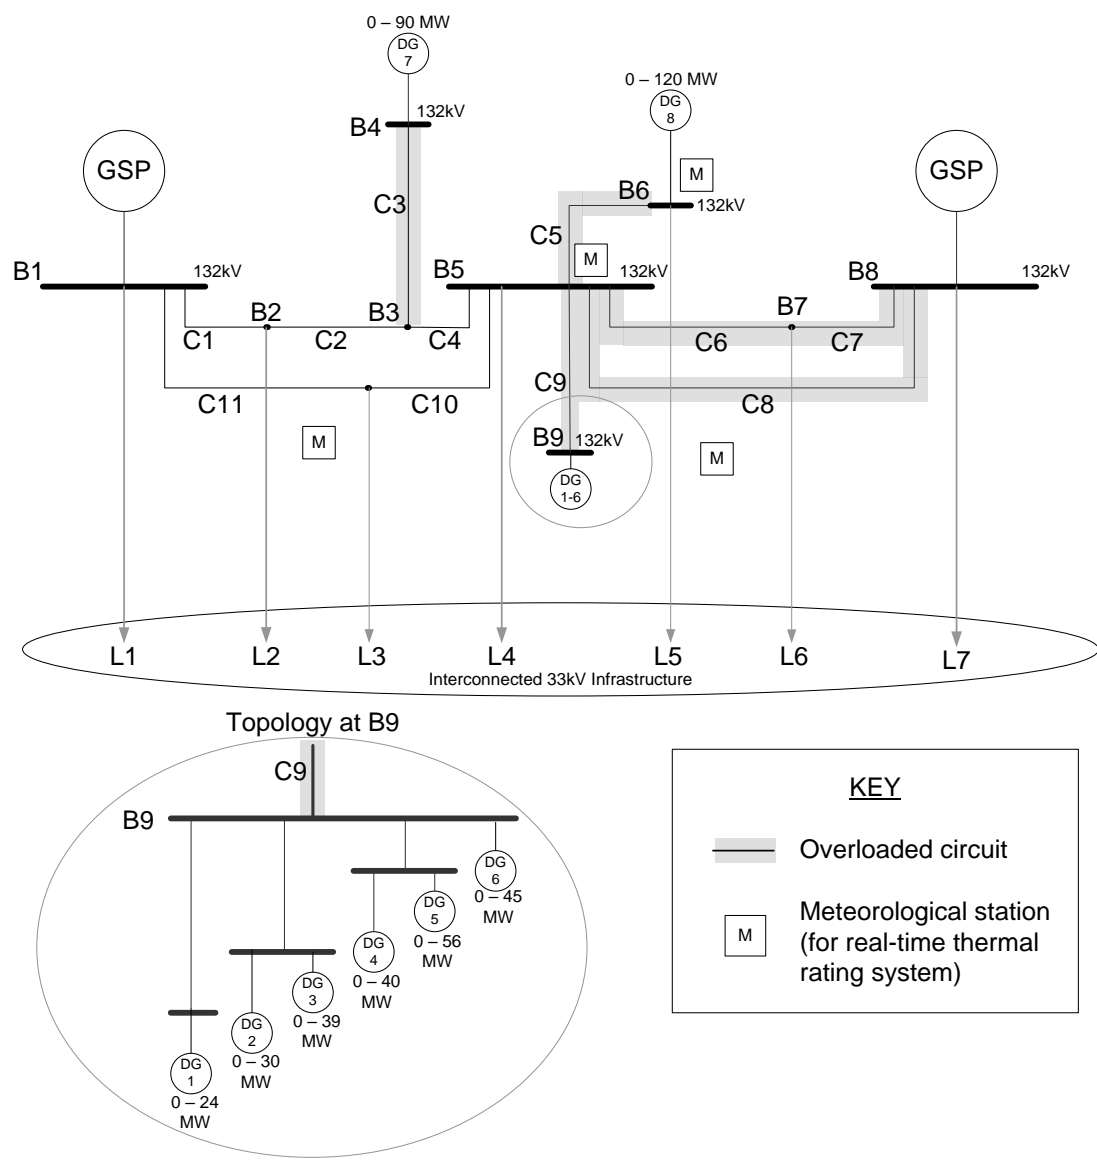 0 – 90 MW
DG
7
0 – 120 MW
DG
8
132kV
B4
GSP
GSP
M
C3
B6
132kV
C5
M
B1
132kV
B5
132kV
B8
132kV
B2
B3
B7
C1
C2
C4
C6
C7
C9
C11
C10
C8
M
B9
132kV
M
DG
1-6
L1
L2
L3
L4
L5
L6
L7
Interconnected 33kV Infrastructure
Topology at B9
C9
B9
DG
6
0 – 45
MW
DG
5
0 – 56
MW
DG
4
0 – 40
MW
DG
3
0 – 39
MW
DG
2
0 – 30
MW
DG
1
0 – 24
MW
KEY
Overloaded circuit
M
Meteorological station
(for real-time thermal
rating system)